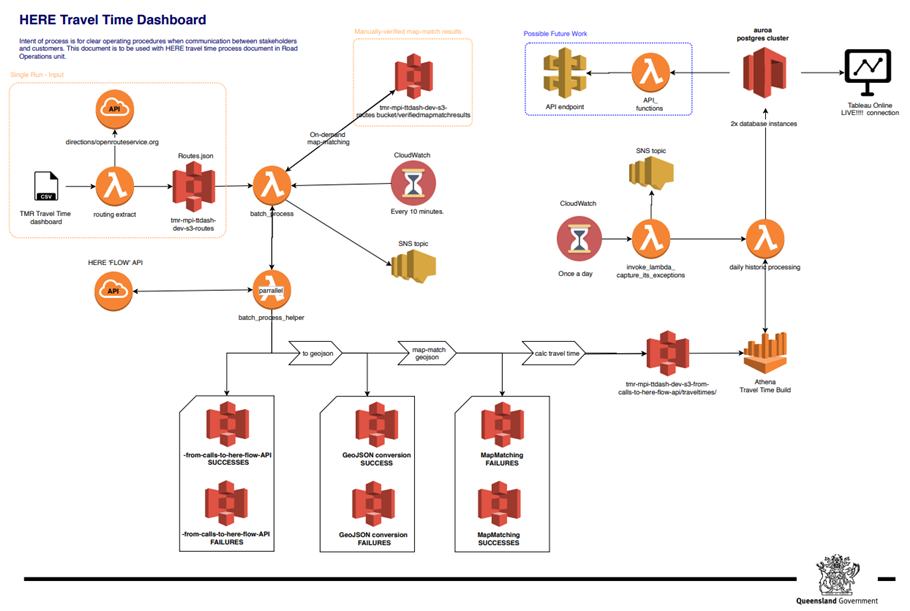 HERE Travel Time Dashboard
Intent of process is for clear operating procedures when communication between stakeholders
and customers. This document is to be used with HERE travel time process document in Road
Operations unit.
Single Run - Input
API
directions/openrouteservice.org
CSV
TMR Travel Time
dashboard
routing extract
Routes.json
tmr-mpi-ttdash-
dev-s3-routes
Manually-verified map-match results
tmr-mpi-ttdash-dev-s3-
routes bucket/verifiedmapmatchresults
On-demand
map-matching
batch_process
CloudWatch
Every 10 minutes.
SNS topic
HERE 'FLOW' API
API
parrallel
batch_process_helper
to geojson
map-match
geojson
calc travel time
-from-calls-to-here-flow-API
SUCCESSES
-from-calls-to-here-flow-API
FAILURES
GeoJSON conversion
SUCCESS
GeoJSON conversion
FAILURES
MapMatching
FAILURES
MapMatching
SUCCESSES
tmr-mpi-ttdash-dev-s3-from-
calls-to-here-flow-api/traveltimes/
Athena
Travel Time Build
CloudWatch
Once a day
SNS topic
invoke_lambda_
capture_its_exceptions
daily historic processing
Possible Future Work
API endpoint
API_
functions
auroa
postgres cluster
2x database instances
Tableau Online
LIVE!!!! connection
Queensland Government